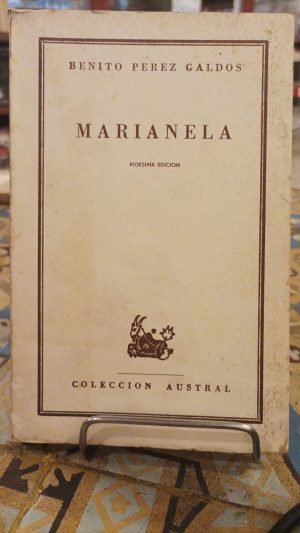 BENITO PEREZ GALDOS
MARIANELA
VIGESIMA EDICION
COLECCION AUSTRAL